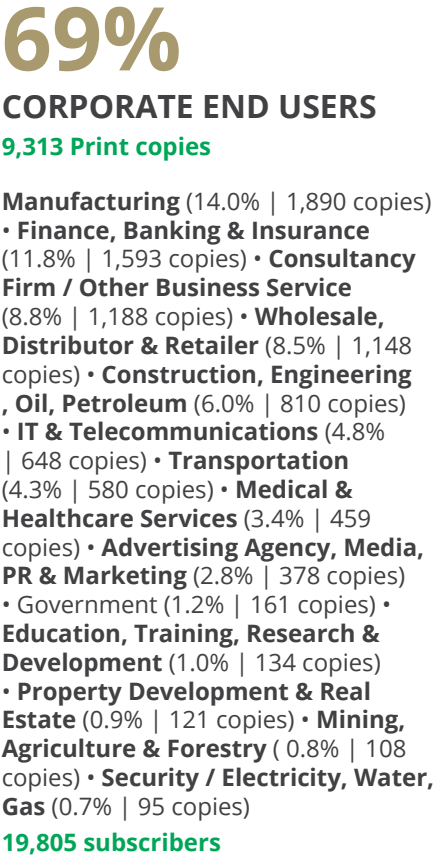 69%
CORPORATE END USERS
9,313 Print copies
Manufacturing (14.0% | 1,890 copies)
• Finance, Banking & Insurance
(11.8% | 1,593 copies) • Consultancy
Firm / Other Business Service
(8.8% | 1,188 copies) • Wholesale,
Distributor & Retailer (8.5% | 1,148
copies) • Construction, Engineering
, Oil, Petroleum (6.0% | 810 copies)
• IT & Telecommunications (4.8%
| 648 copies) • Transportation
(4.3% | 580 copies) • Medical &
Healthcare Services (3.4% | 459
copies) • Advertising Agency, Media,
PR & Marketing (2.8% | 378 copies)
• Government (1.2% | 161 copies) •
Education, Training, Research &
Development (1.0% | 134 copies)
• Property Development & Real
Estate (0.9% | 121 copies) • Mining,
Agriculture & Forestry ( 0.8% | 108
copies) • Security / Electricity, Water,
Gas (0.7% | 95 copies)
19,805 subscribers